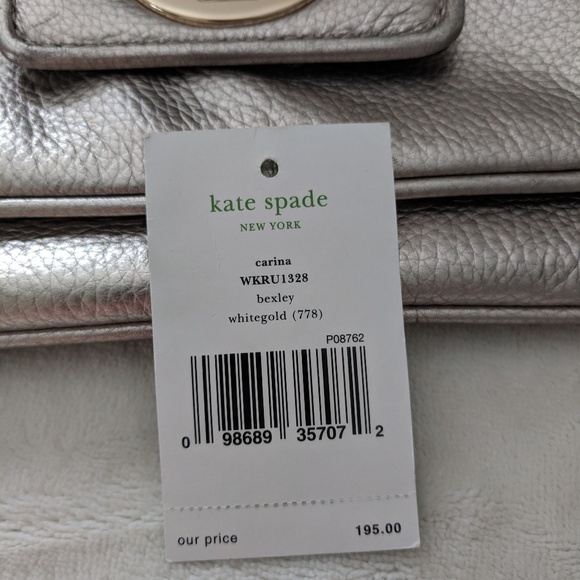 kate spade
NEW YORK
carina
WKRU1328
bexley
whitegold (778)
P08762
0 98689 35707 2
our price 195.00